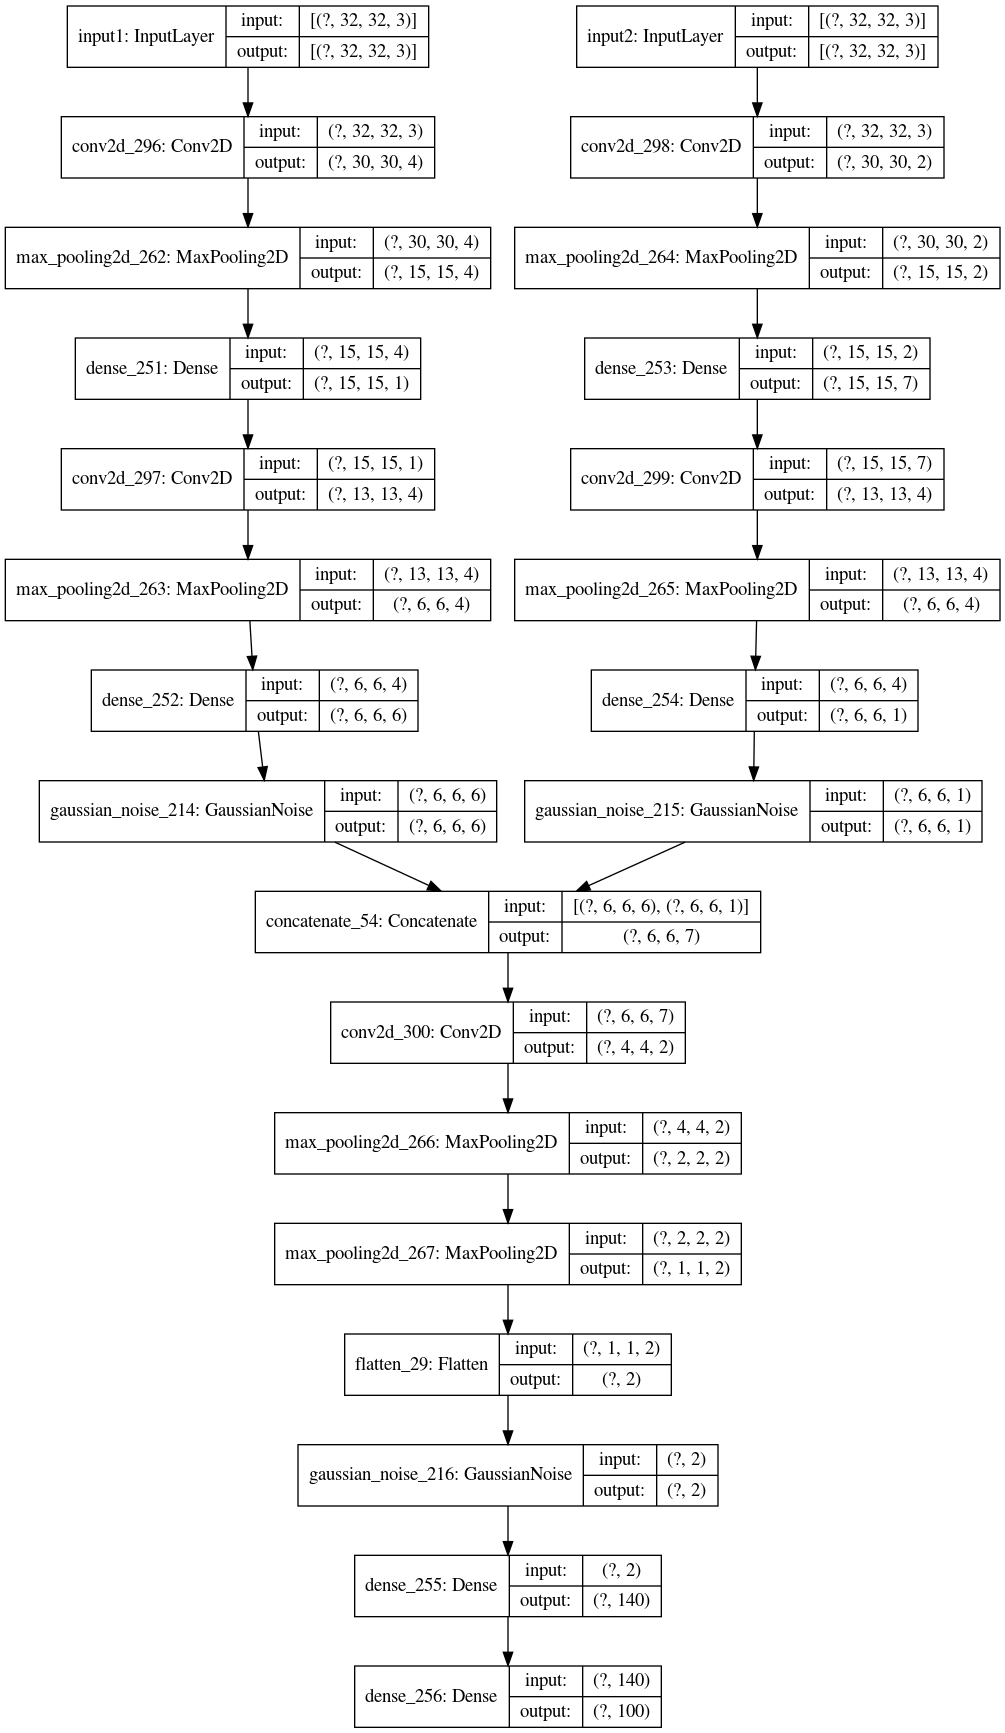 input1: InputLayer
input: [(?, 32, 32, 3)]
output: [(?, 32, 32, 3)]
input2: InputLayer
input: [(?, 32, 32, 3)]
output: [(?, 32, 32, 3)]
conv2d_296: Conv2D
input: (?, 32, 32, 3)
output: (?, 30, 30, 4)
conv2d_298: Conv2D
input: (?, 32, 32, 3)
output: (?, 30, 30, 2)
max_pooling2d_262: MaxPooling2D
input: (?, 30, 30, 4)
output: (?, 15, 15, 4)
max_pooling2d_264: MaxPooling2D
input: (?, 30, 30, 2)
output: (?, 15, 15, 2)
dense_251: Dense
input: (?, 15, 15, 4)
output: (?, 15, 15, 1)
dense_253: Dense
input: (?, 15, 15, 2)
output: (?, 15, 15, 7)
conv2d_297: Conv2D
input: (?, 15, 15, 1)
output: (?, 13, 13, 4)
conv2d_299: Conv2D
input: (?, 15, 15, 7)
output: (?, 13, 13, 4)
max_pooling2d_263: MaxPooling2D
input: (?, 13, 13, 4)
output: (?, 6, 6, 4)
max_pooling2d_265: MaxPooling2D
input: (?, 13, 13, 4)
output: (?, 6, 6, 4)
dense_252: Dense
input: (?, 6, 6, 4)
output: (?, 6, 6, 6)
dense_254: Dense
input: (?, 6, 6, 4)
output: (?, 6, 6, 1)
gaussian_noise_214: GaussianNoise
input: (?, 6, 6, 6)
output: (?, 6, 6, 6)
gaussian_noise_215: GaussianNoise
input: (?, 6, 6, 1)
output: (?, 6, 6, 1)
concatenate_54: Concatenate
input: [(?, 6, 6, 6), (?, 6, 6, 1)]
output: (?, 6, 6, 7)
conv2d_300: Conv2D
input: (?, 6, 6, 7)
output: (?, 4, 4, 2)
max_pooling2d_266: MaxPooling2D
input: (?, 4, 4, 2)
output: (?, 2, 2, 2)
max_pooling2d_267: MaxPooling2D
input: (?, 2, 2, 2)
output: (?, 1, 1, 2)
flatten_29: Flatten
input: (?, 1, 1, 2)
output: (?, 2)
gaussian_noise_216: GaussianNoise
input: (?, 2)
output: (?, 2)
dense_255: Dense
input: (?, 2)
output: (?, 140)
dense_256: Dense
input: (?, 140)
output: (?, 100)